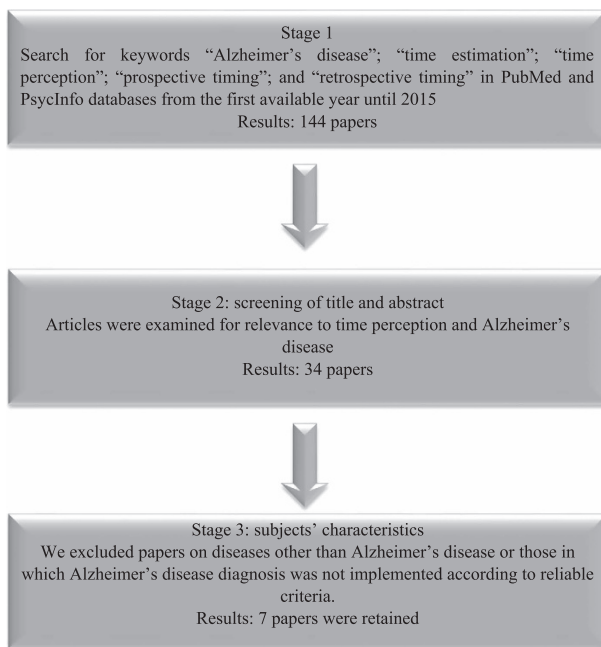 Stage 1
Search for keywords “Alzheimer’s disease”; “time estimation”; “time
perception”; “prospective timing”; and “retrospective timing” in PubMed and
PsycInfo databases from the first available year until 2015
Results: 144 papers
Stage 2: screening of title and abstract
Articles were examined for relevance to time perception and Alzheimer’s
disease
Results: 34 papers
Stage 3: subjects’ characteristics
We excluded papers on diseases other than Alzheimer’s disease or those in
which Alzheimer’s disease diagnosis was not implemented according to reliable
criteria.
Results: 7 papers were retained